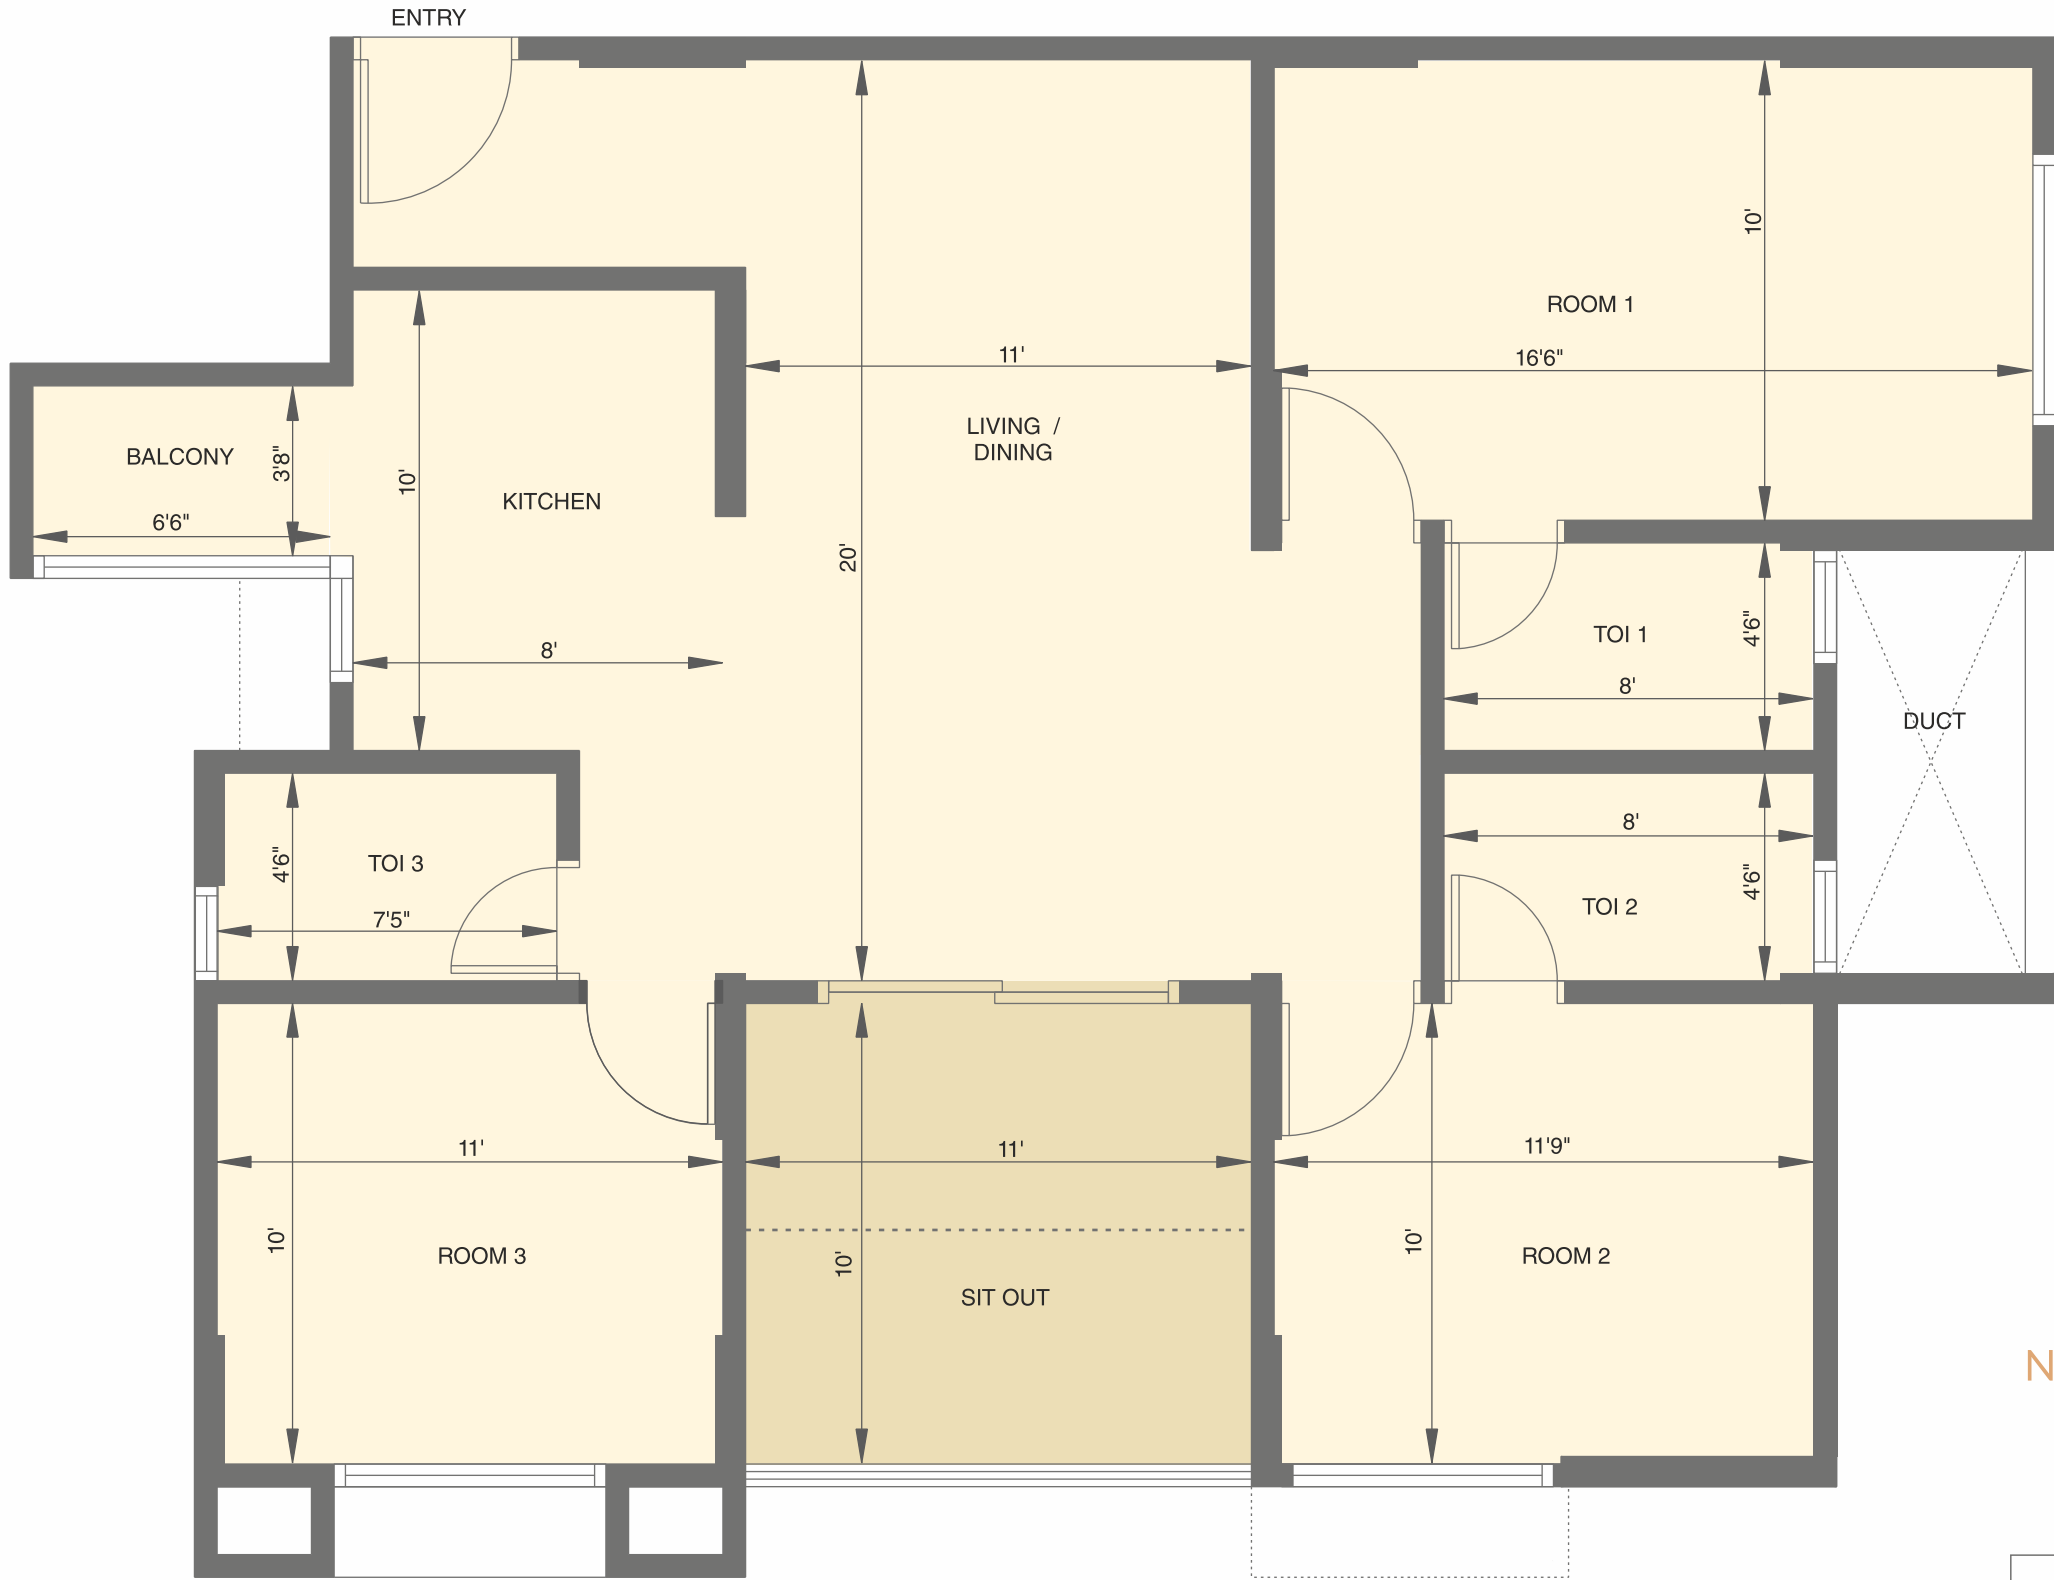 ENTRY
10'
ROOM 1
16'6"
11'
LIVING /
DINING
20'
BALCONY
3'8"
6'6"
10'
KITCHEN
8'
TOI 1
4'6"
8'
DUCT
8'
TOI 2
4'6"
TOI 3
4'6"
7'5"
11'
10'
ROOM 3
11'
10'
SIT OUT
11'9"
10'
ROOM 2
N